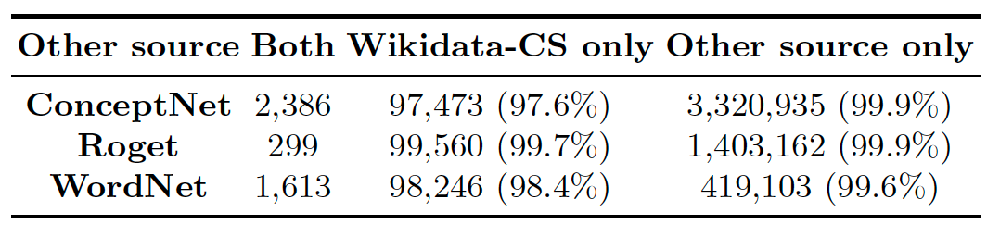 Other source Both Wikidata-CS only Other source only
ConceptNet 2,386 97,473 (97.6%) 3,320,935 (99.9%)
Roget 299 99,560 (99.7%) 1,403,162 (99.9%)
WordNet 1,613 98,246 (98.4%) 419,103 (99.6%)